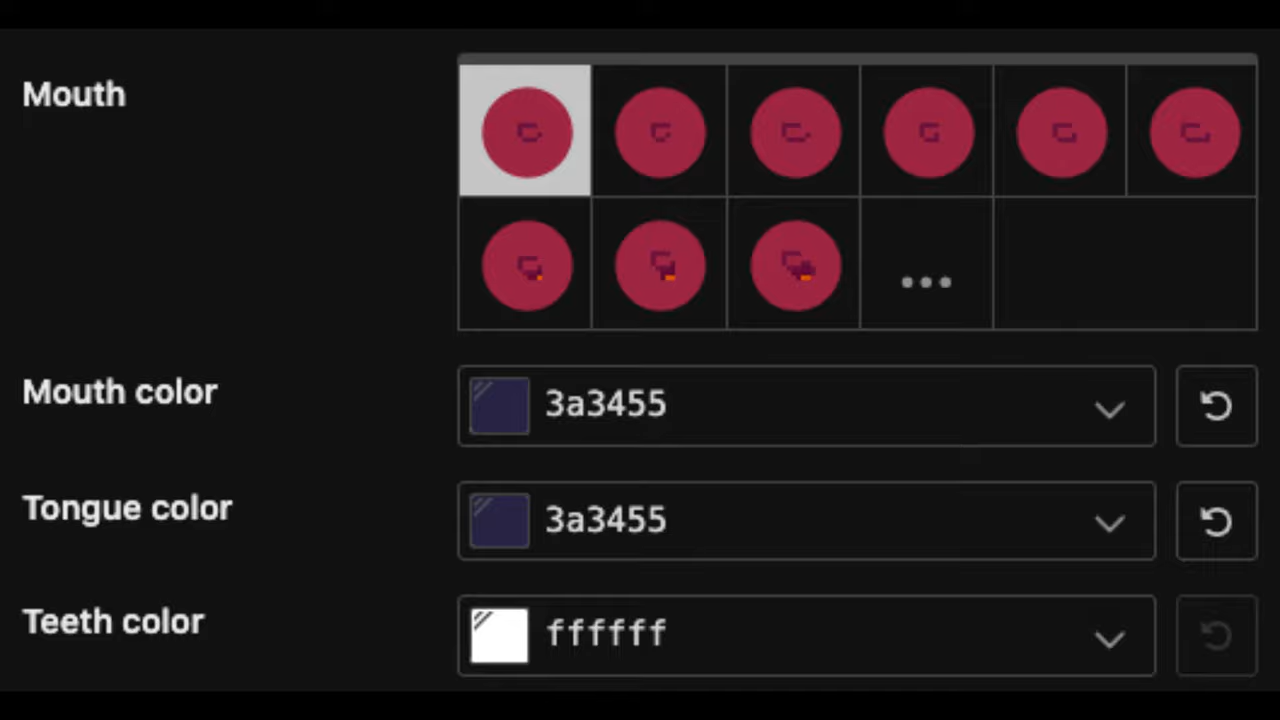 Mouth
Mouth color
3a3455
Tongue color
3a3455
Teeth color
ffffff